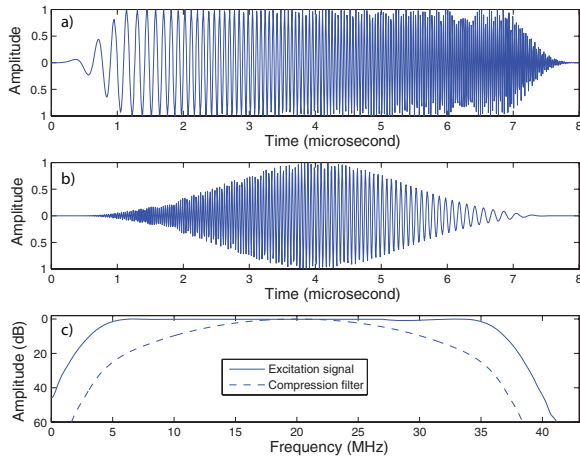 a)
Amplitude
1
0.5
0
0.5
1
0 1 2 3 4 5 6 7 8
Time (microsecond)
b)
Amplitude
1
0.5
0
0.5
1
0 1 2 3 4 5 6 7 8
Time (microsecond)
c)
Amplitude (dB)
0
20
40
60
Excitation signal
Compression filter
0 5 10 15 20 25 30 35 40
Frequency (MHz)